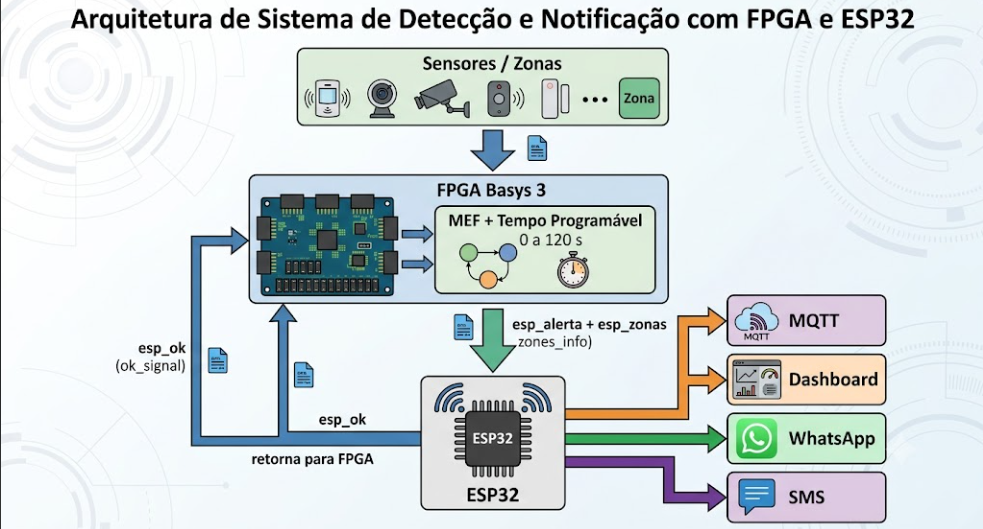 Arquitetura de Sistema de Detecção e Notificação com FPGA e ESP32
Sensores / Zonas
Zona
FPGA Basys 3
MEF + Tempo Programável
0 a 120 s
esp_alerta + esp_zonas
zones_info)
esp_ok
(ok_signal)
esp_ok
retorna para FPGA
ESP32
ESP32
MQTT
MQTT
Dashboard
WhatsApp
SMS